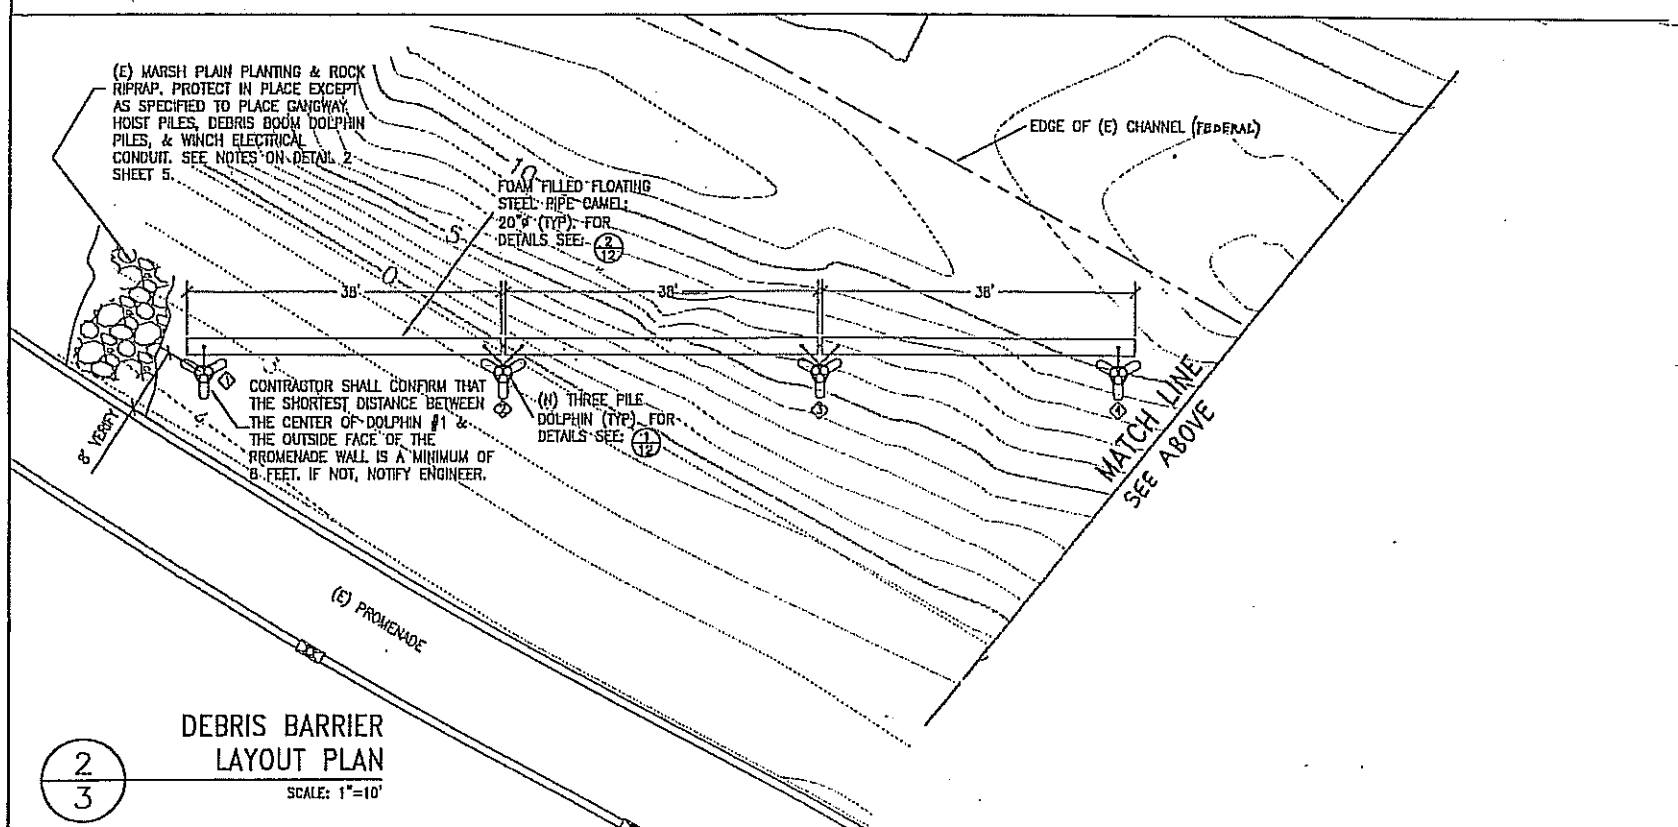 (E) MARSH PLAIN PLANTING & ROCK
RIPRAP. PROTECT IN PLACE EXCEPT
AS SPECIFIED TO PLACE GANGWAY,
HOIST PILES, DEBRIS BOOM DOLPHIN
PILES, & WINCH ELECTRICAL
CONDUIT. SEE NOTES ON DETAIL 2
SHEET 5.
EDGE OF (E) CHANNEL (FEDERAL)
10
FOAM FILLED FLOATING
STEEL PIPE CAMEL;
20"ø (TYP). FOR
DETAILS SEE: 2/12
5
0
38'
38'
38'
1
CONTRACTOR SHALL CONFIRM THAT
THE SHORTEST DISTANCE BETWEEN
THE CENTER OF DOLPHIN #1 &
THE OUTSIDE FACE OF THE
PROMENADE WALL IS A MINIMUM OF
8 FEET. IF NOT, NOTIFY ENGINEER.
2
(N) THREE PILE
DOLPHIN (TYP). FOR
DETAILS SEE: 1/12
3
8' VERIFY
MATCH LINE
SEE ABOVE
(E) PROMENADE
DEBRIS BARRIER
LAYOUT PLAN
2
3
SCALE: 1"=10'